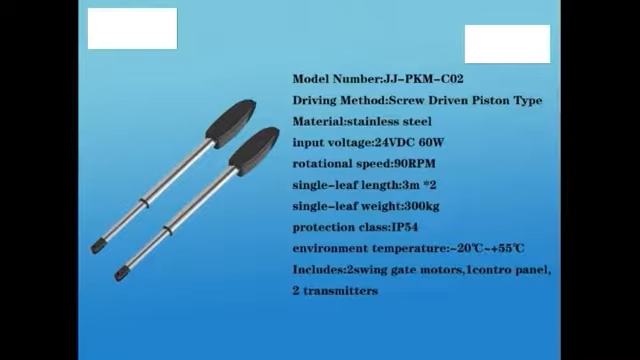 Model Number:JJ-PKM-C02
Driving Method:Screw Driven Piston Type
Material:stainless steel
input voltage:24VDC 60W
rotational speed:90RPM
single-leaf length:3m *2
single-leaf weight:300kg
protection class:IP54
environment temperature:-20℃~+55℃
Includes:2swing gate motors,1contro panel,
2 transmitters